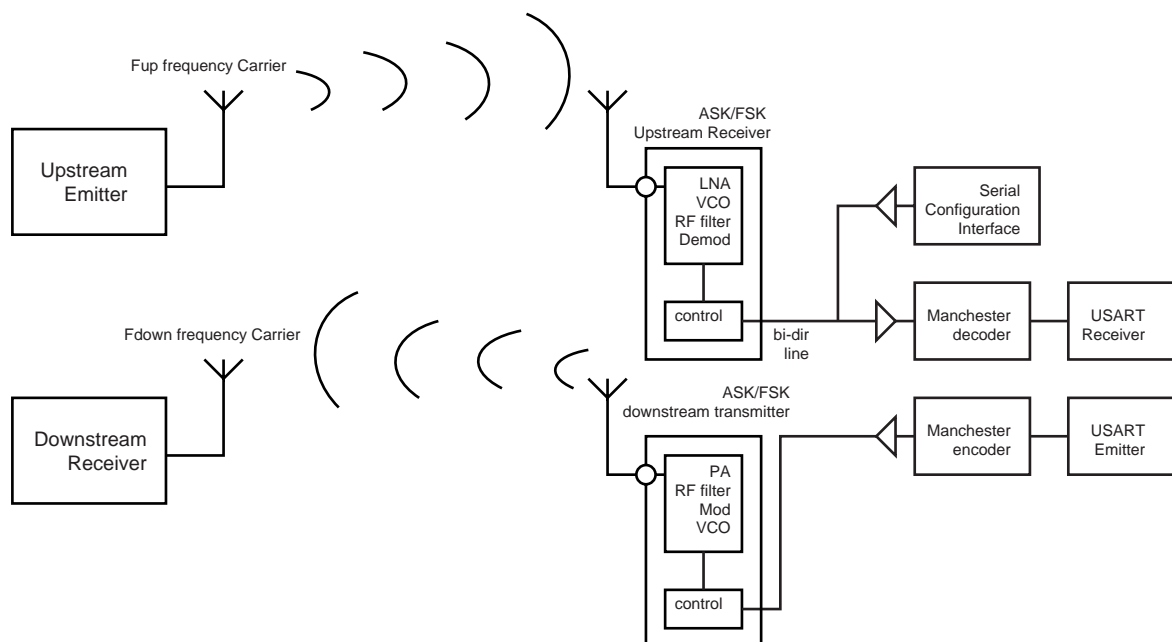 Fup frequency Carrier
Upstream
Emitter
ASK/FSK
Upstream Receiver
LNA
VCO
RF filter
Demod
control
bi-dir
line
Serial
Configuration
Interface
Manchester
decoder
USART
Receiver
Fdown frequency Carrier
Downstream
Receiver
ASK/FSK
downstream transmitter
PA
RF filter
Mod
VCO
control
Manchester
encoder
USART
Emitter